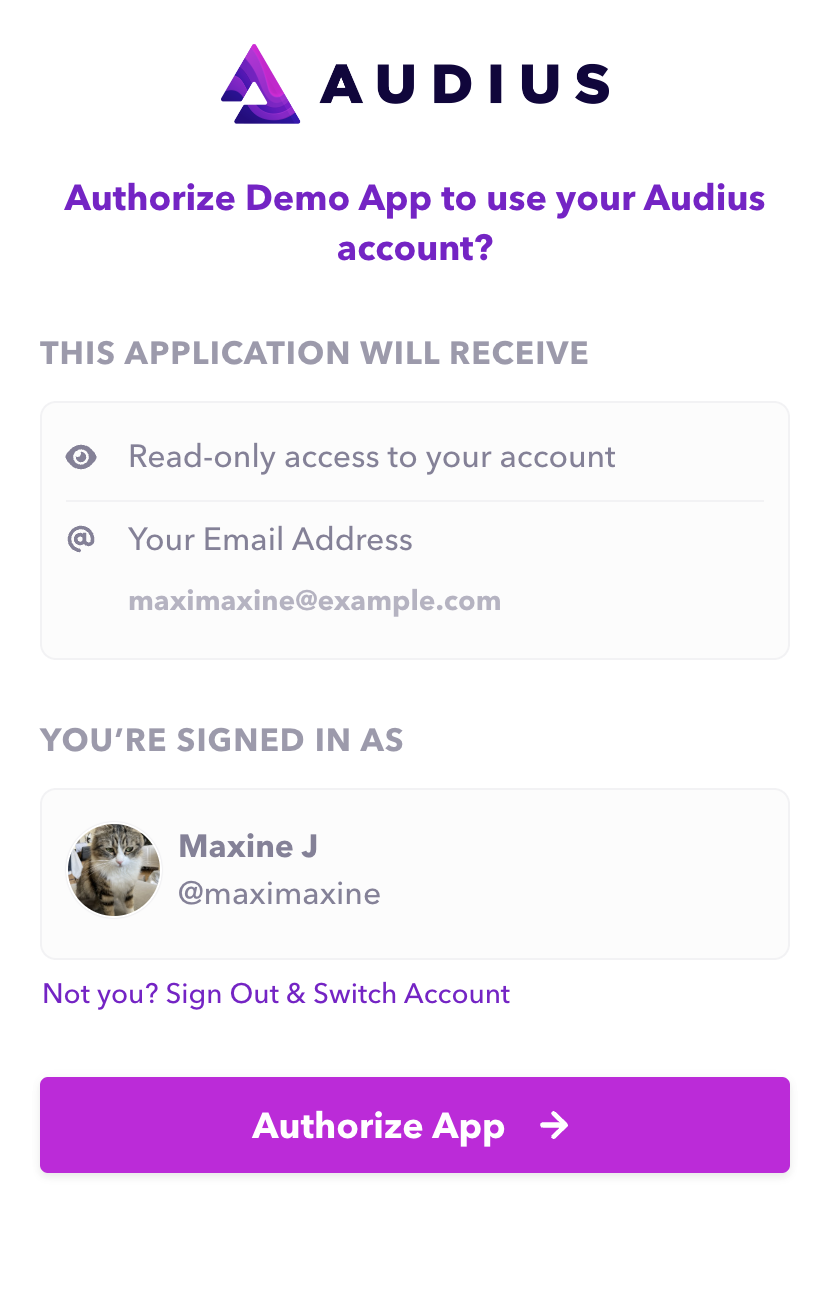 AUDIUS
Authorize Demo App to use your Audius
account?
THIS APPLICATION WILL RECEIVE
Read-only access to your account
@ Your Email Address
maximaxine@example.com
YOU’RE SIGNED IN AS
Maxine J
@maximaxine
Not you? Sign Out & Switch Account
Authorize App →